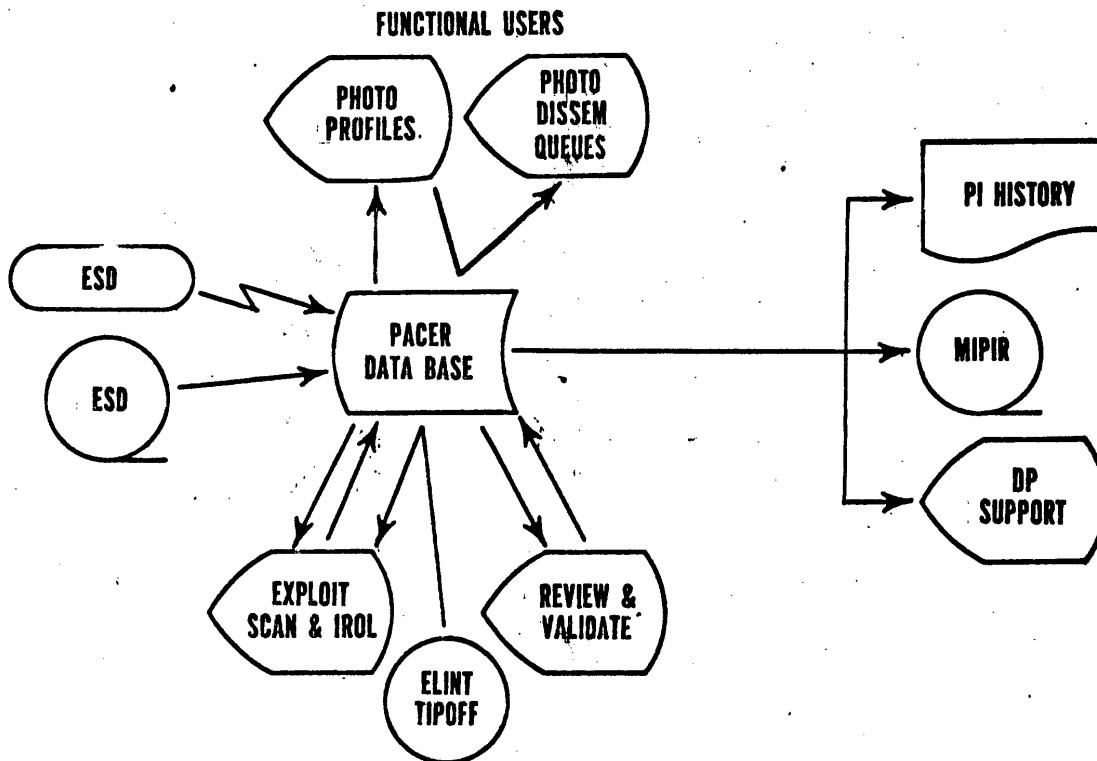 FUNCTIONAL USERS
PHOTO
PROFILES.
PHOTO
DISSEM
QUEUES
PI HISTORY
ESD
PACER
DATA BASE
MIPIR
ESD
DP
SUPPORT
EXPLOIT
SCAN & IROL
REVIEW &
VALIDATE
ELINT
TIPOFF